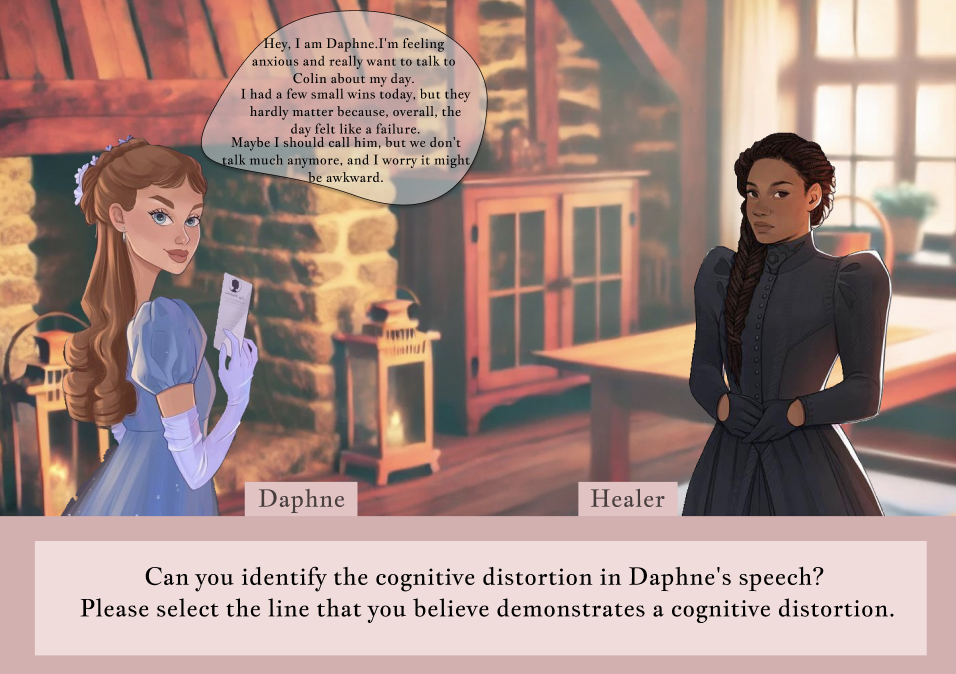 Hey, I am Daphne.I'm feeling
anxious and really want to talk to
Colin about my day.
I had a few small wins today, but they
hardly matter because, overall, the
day felt like a failure.
Maybe I should call him, but we don't
talk much anymore, and I worry it might
be awkward.
Daphne
Healer
Can you identify the cognitive distortion in Daphne's speech?
Please select the line that you believe demonstrates a cognitive distortion.